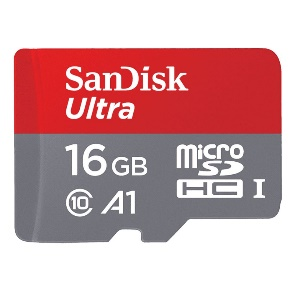 SanDisk
Ultra
16 GB
micro
SD
HC I
10 A1